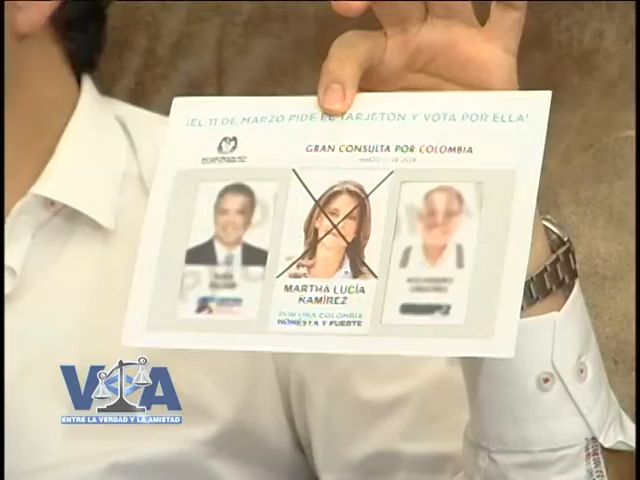 ¡EL 11 DE MARZO PIDE EL TARJETÓN Y VOTA POR ELLA!
GRAN CONSULTA POR COLOMBIA
MARTHA LUCÍA
RAMÍREZ
POR UNA COLOMBIA
HONESTA Y FUERTE
VA
ENTRE LA VERDAD Y LA AMISTAD